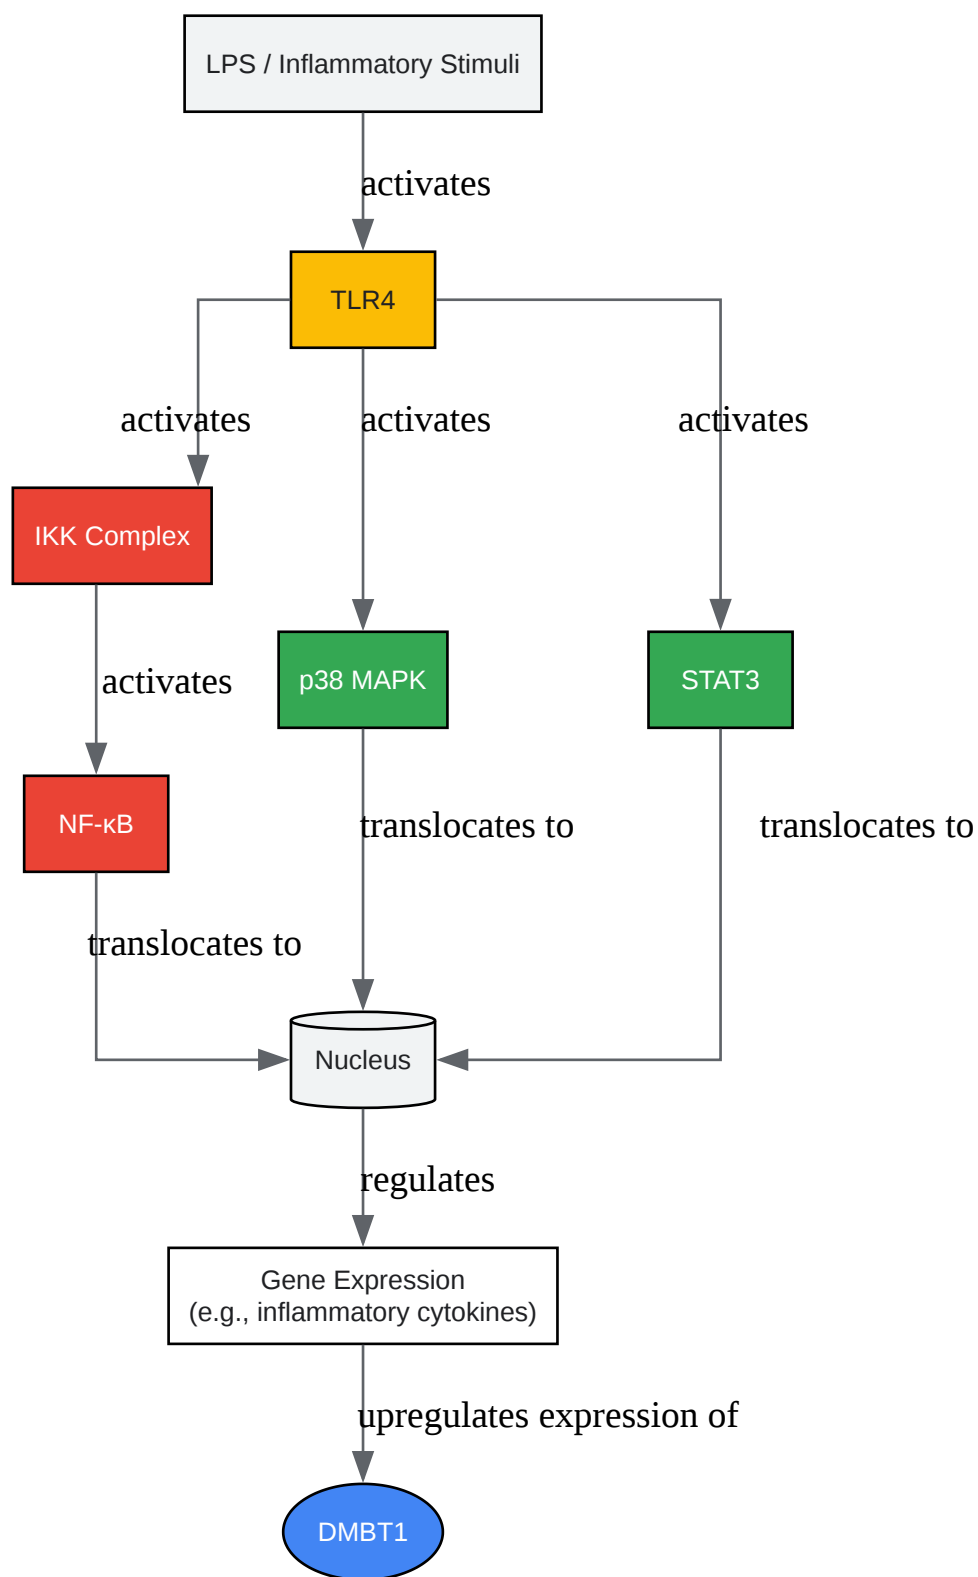 LPS / Inflammatory Stimuli
activates
TLR4
activates
activates
activates
IKK Complex
p38 MAPK
STAT3
activates
NF-κB
translocates to
translocates to
translocates to
Nucleus
regulates
Gene Expression
(e.g., inflammatory cytokines)
upregulates expression of
DMBT1